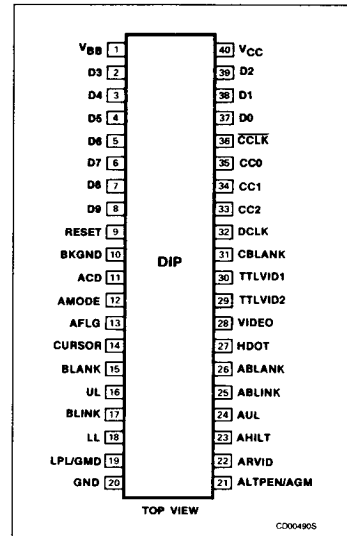 VBB 1 40 VCC
D3 2 39 D2
D4 3 38 D1
D5 4 37 D0
D6 5 36 CCLK
D7 6 35 CC0
D8 7 34 CC1
D9 8 33 CC2
RESET 9 32 DCLK
BKGND 10 31 CBLANK
DIP
ACD 11 30 TTLVID1
AMODE 12 29 TTLVID2
AFLG 13 28 VIDEO
CURSOR 14 27 HDOT
BLANK 15 26 ABLANK
UL 16 25 ABLINK
BLINK 17 24 AUL
LL 18 23 AHILT
LPL/GMD 19 22 ARVID
GND 20 21 ALTPEN/AGM
TOP VIEW
CD00490S